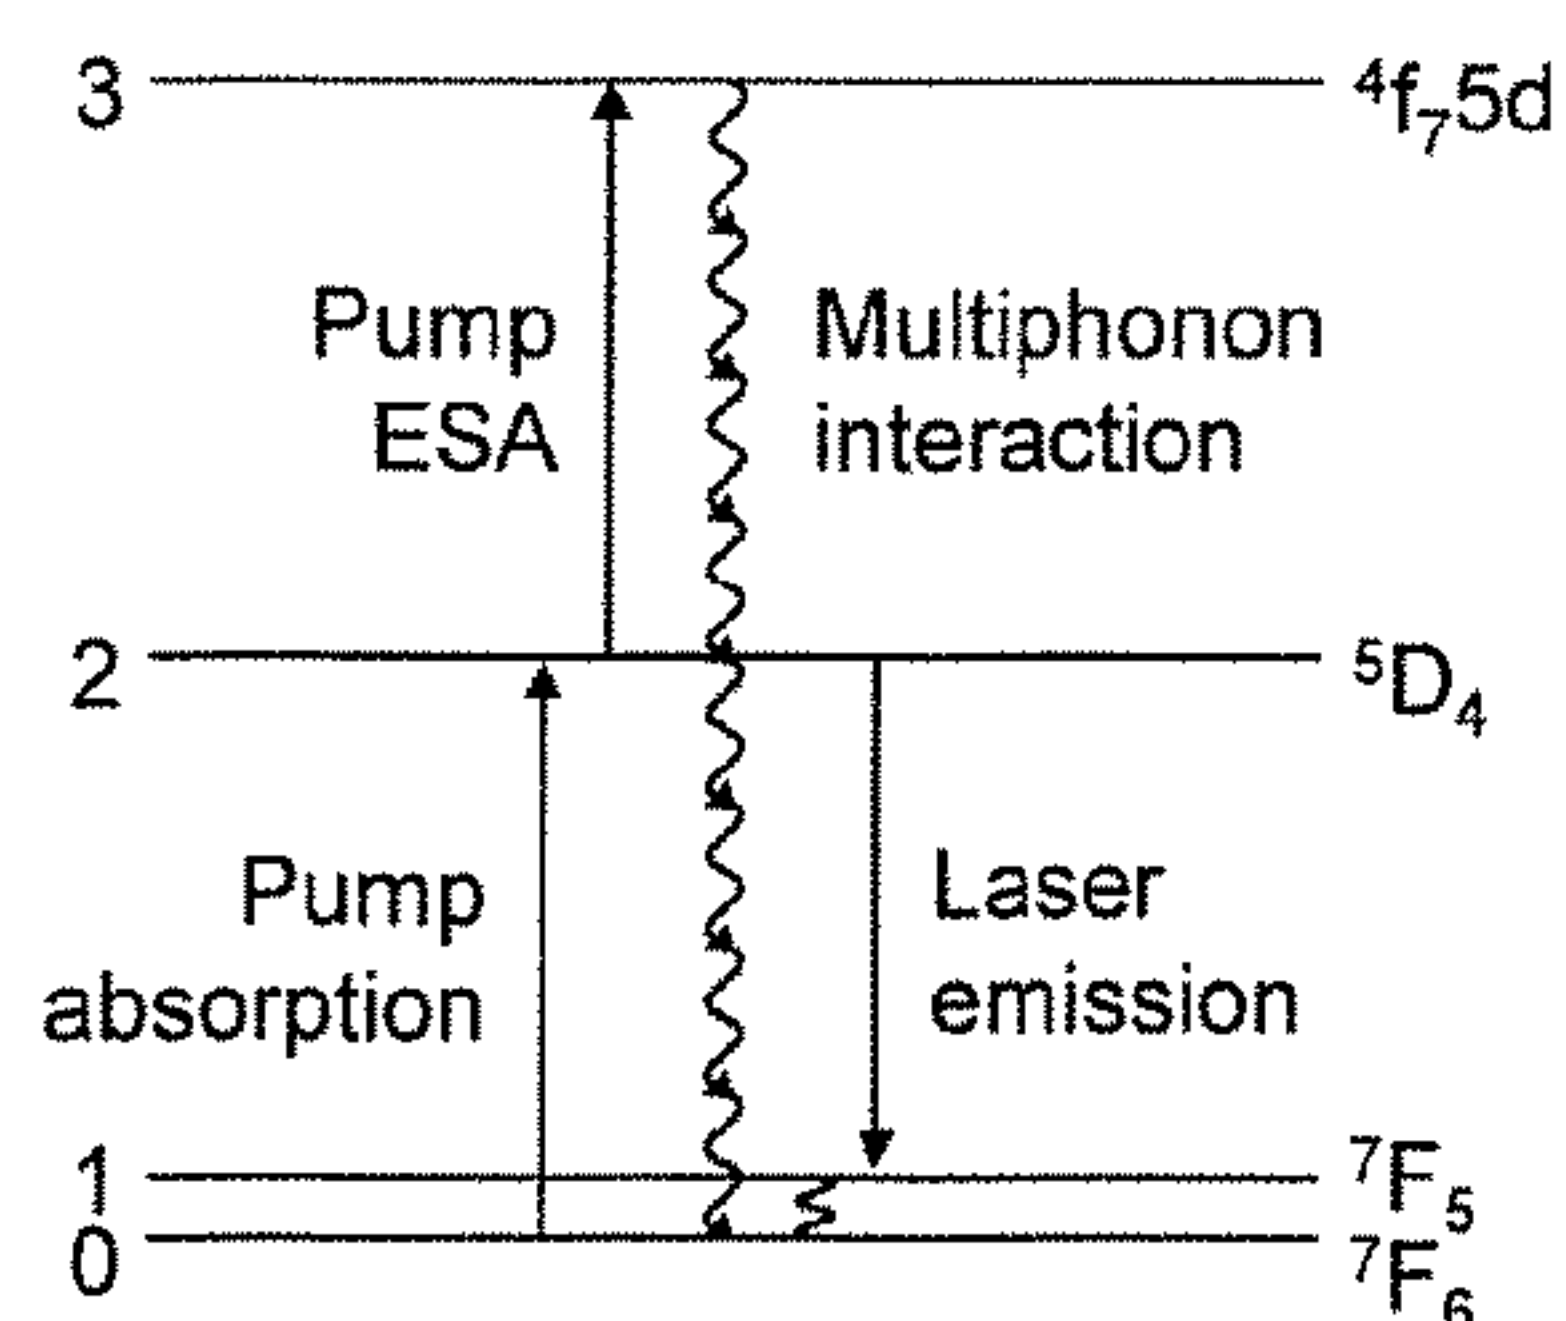 3 ⁴f₇5d
Pump
ESA
Multiphonon
interaction
2 ⁵D₄
Pump
absorption
Laser
emission
1 ⁷F₅
0 ⁷F₆